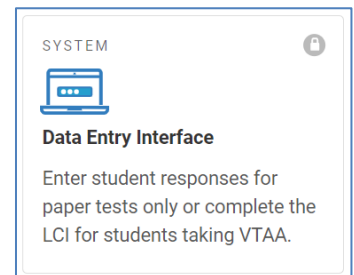 SYSTEM
Data Entry Interface
Enter student responses for
paper tests only or complete the
LCI for students taking VTAA.